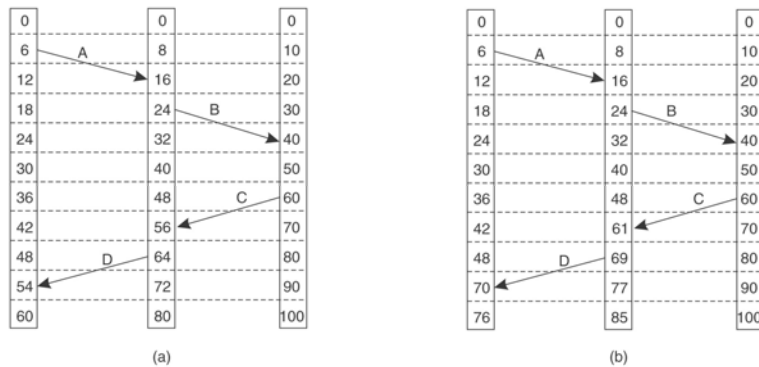 0 0 0 0 0 0
6 A 8 10 6 A 8 10
12 16 20 12 16 20
18 24 B 30 18 24 B 30
24 32 40 24 32 40
30 40 50 30 40 50
36 48 C 60 36 48 C 60
42 56 70 42 61 70
48 D 64 80 48 D 69 80
54 72 90 70 77 90
60 80 100 76 85 100
(a) (b)